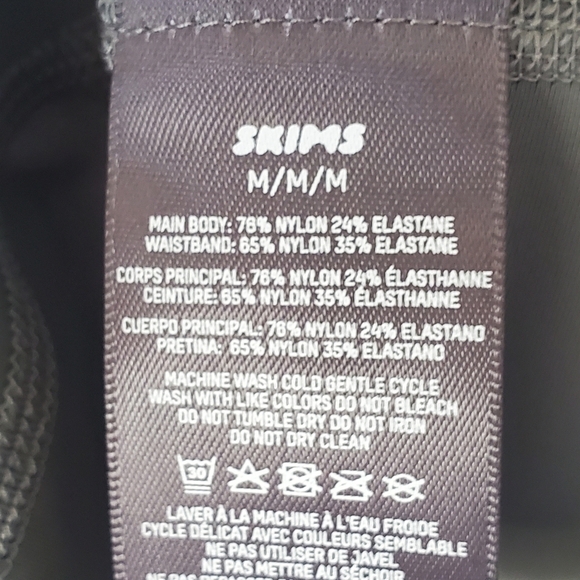 SKIMS
M/M/M
MAIN BODY: 76% NYLON 24% ELASTANE
WAISTBAND: 65% NYLON 35% ELASTANE
CORPS PRINCIPAL: 76% NYLON 24% ÉLASTHANNE
CEINTURE: 65% NYLON 35% ÉLASTHANNE
CUERPO PRINCIPAL: 76% NYLON 24% ELASTANO
PRETINA: 65% NYLON 35% ELASTANO
MACHINE WASH COLD GENTLE CYCLE
WASH WITH LIKE COLORS DO NOT BLEACH
DO NOT TUMBLE DRY DO NOT IRON
DO NOT DRY CLEAN
30
LAVER À LA MACHINE À L'EAU FROIDE
CYCLE DÉLICAT AVEC COULEURS SEMBLABLE
NE PAS UTILISER DE JAVEL
NE PAS METTRE AU SÉCHOIR
NE PAS